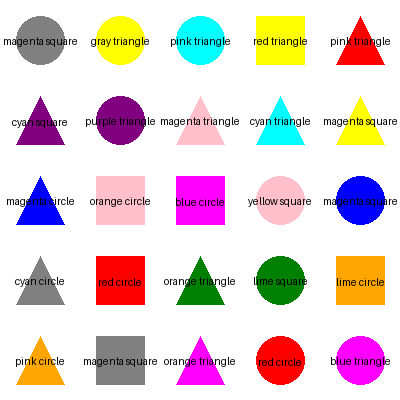 magenta square gray triangle pink triangle red triangle pink triangle
cyan square purple triangle magenta triangle cyan triangle magenta square
magenta circle orange circle blue circle yellow square magenta square
cyan circle red circle orange triangle lime square lime circle
pink circle magenta square orange triangle red circle blue triangle